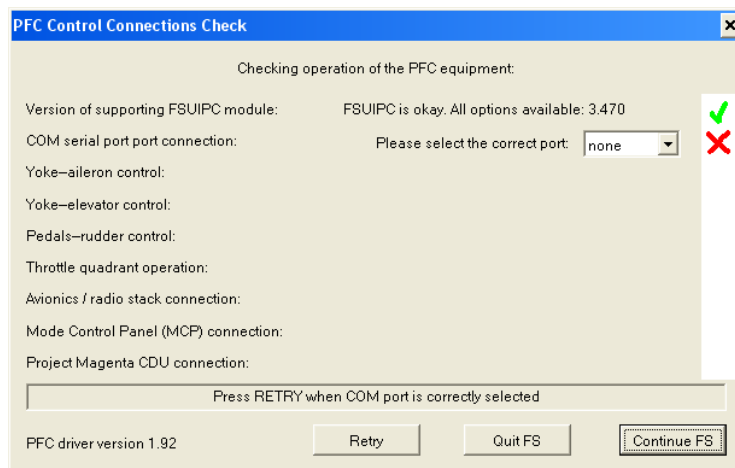 PFC Control Connections Check
Checking operation of the PFC equipment:
Version of supporting FSUIPC module: FSUIPC is okay. All options available: 3.470
COM serial port port connection: Please select the correct port: none
Yoke–aileron control:
Yoke–elevator control:
Pedals–rudder control:
Throttle quadrant operation:
Avionics / radio stack connection:
Mode Control Panel (MCP) connection:
Project Magenta CDU connection:
Press RETRY when COM port is correctly selected
PFC driver version 1.92 Retry Quit FS Continue FS